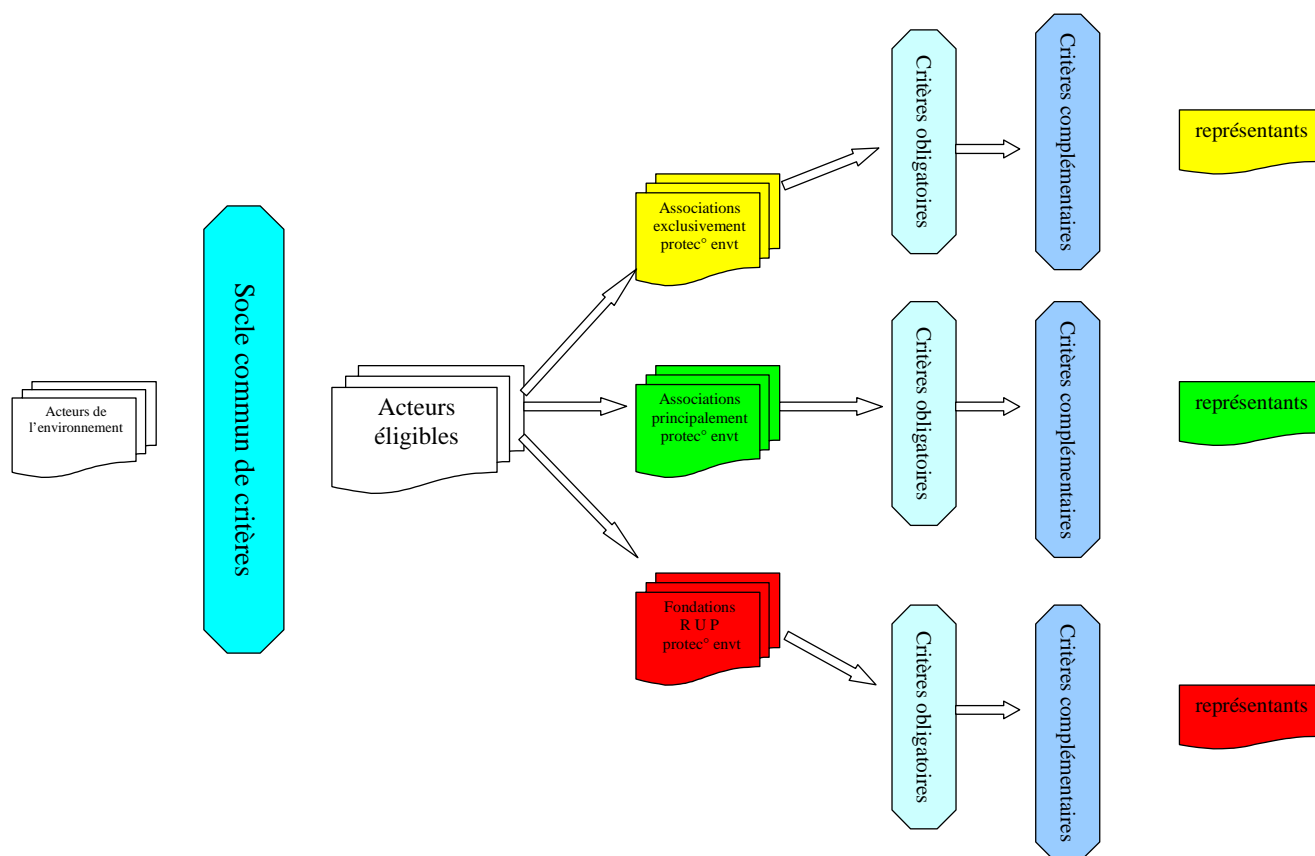 Acteurs de
l'environnement
Socle commun de critères
Acteurs
éligibles
Associations
exclusivement
protec° envt
Critères obligatoires
Critères complémentaires
représentants
Associations
principalement
protec° envt
Critères obligatoires
Critères complémentaires
représentants
Fondations
R U P
protec° envt
Critères obligatoires
Critères complémentaires
représentants